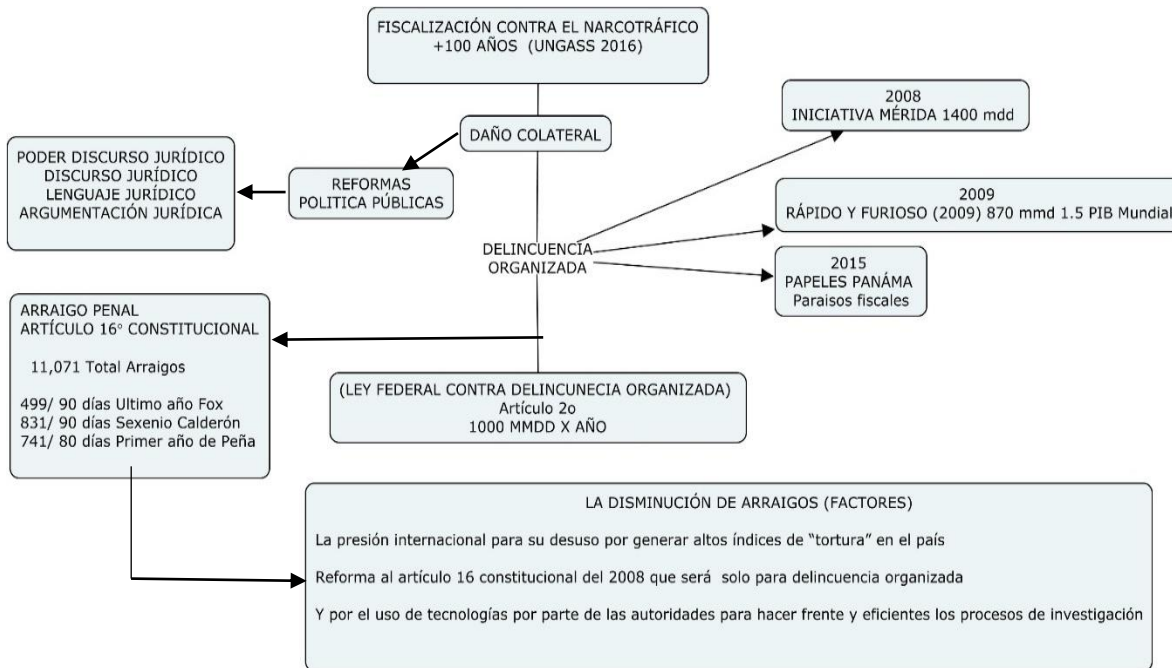 FISCALIZACIÓN CONTRA EL NARCOTRÁFICO
+100 AÑOS  (UNGASS 2016)
2008
INICIATIVA MÉRIDA 1400 mdd
DAÑO COLATERAL
PODER DISCURSO JURÍDICO
DISCURSO JURÍDICO
LENGUAJE JURÍDICO
ARGUMENTACIÓN JURÍDICA
REFORMAS
POLITICA PÚBLICAS
2009
RÁPIDO Y FURIOSO (2009) 870 mmd 1.5 PIB Mundial
DELINCUENCIA
ORGANIZADA
2015
PAPELES PANÁMA
Paraisos fiscales
ARRAIGO PENAL
ARTÍCULO 16º CONSTITUCIONAL
11,071 Total Arraigos
499/ 90 días Ultimo año Fox
831/ 90 días Sexenio Calderón
741/ 80 días Primer año de Peña
(LEY FEDERAL CONTRA DELINCUNECIA ORGANIZADA)
Artículo 2o
1000 MMDD X AÑO
LA DISMINUCIÓN DE ARRAIGOS (FACTORES)
La presión internacional para su desuso por generar altos índices de “tortura” en el país
Reforma al artículo 16 constitucional del 2008 que será  solo para delincuencia organizada
Y por el uso de tecnologías por parte de las autoridades para hacer frente y eficientes los procesos de investigación